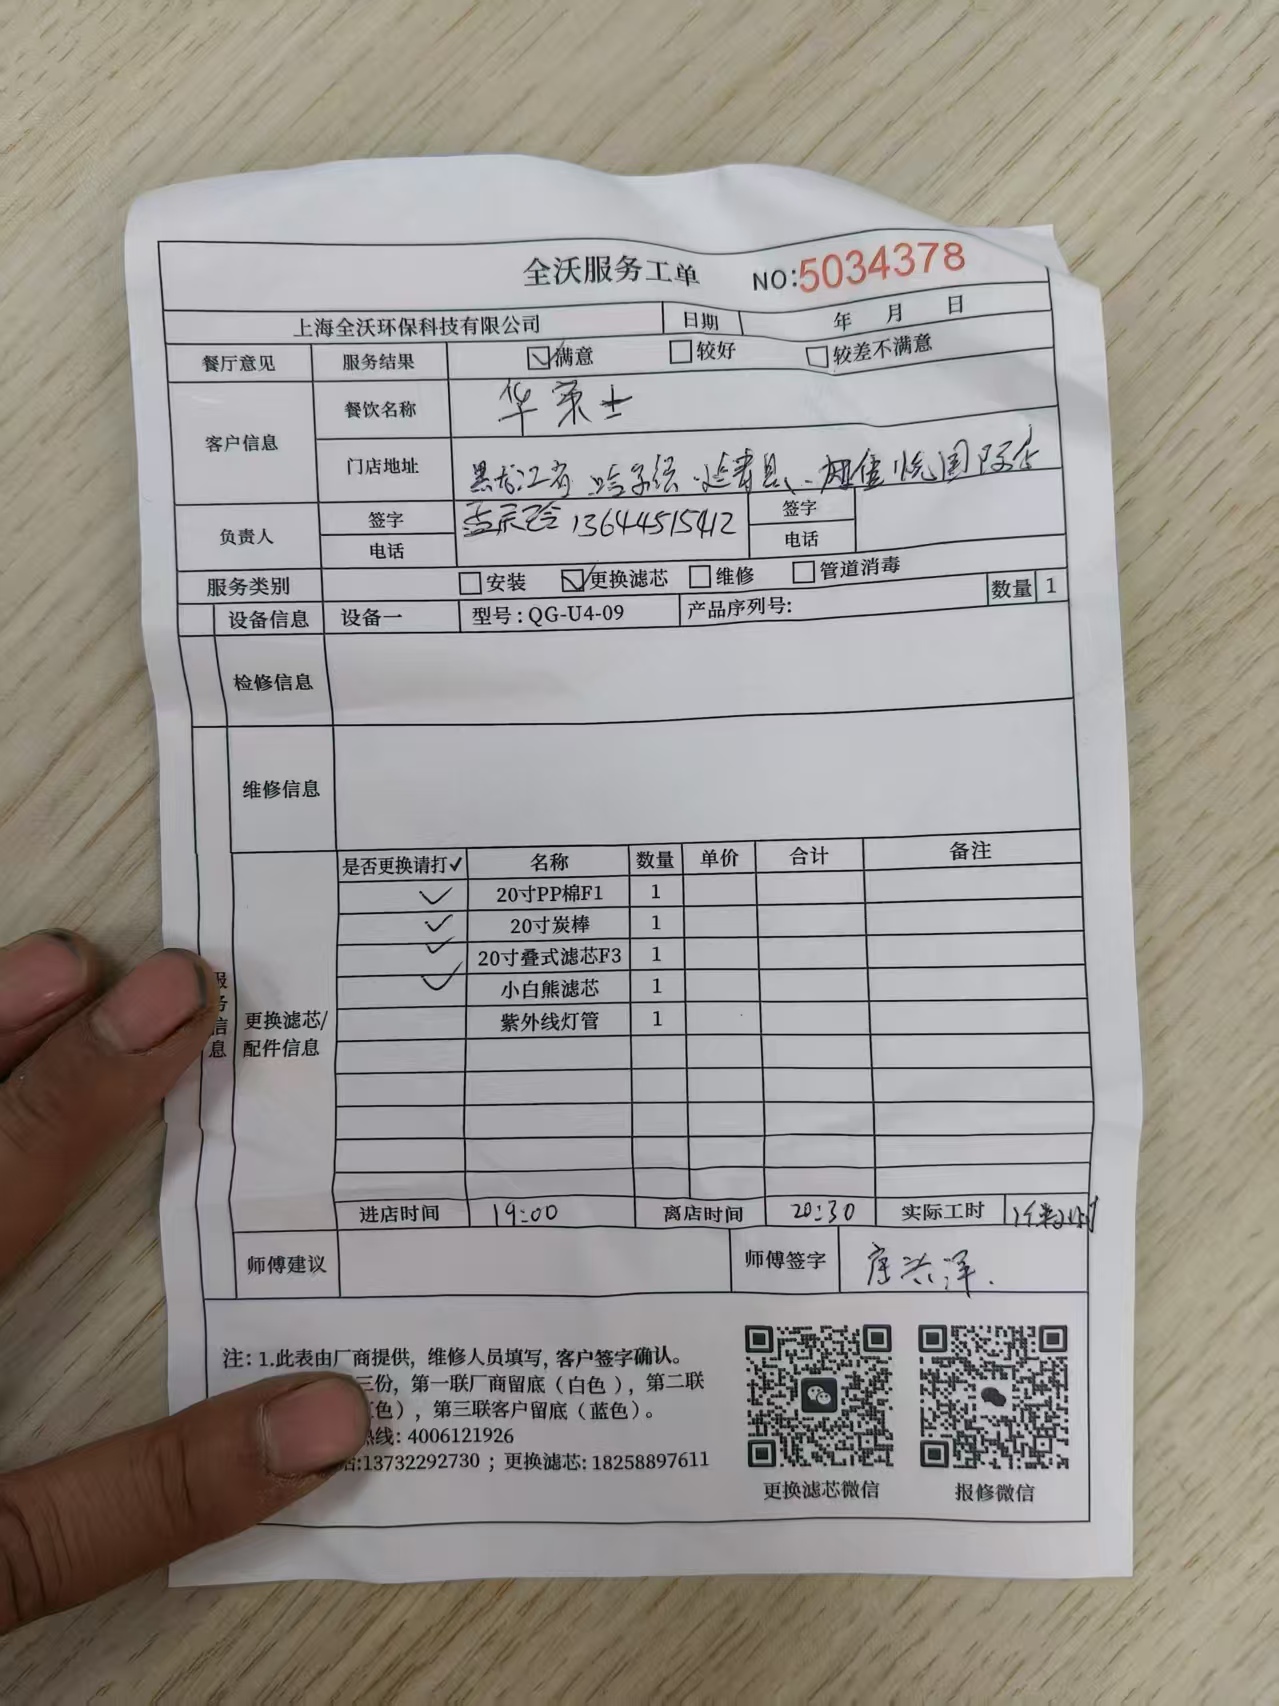 全沃服务工单 NO:5034378
上海全沃环保科技有限公司 日期 年 月 日
餐厅意见 服务结果 ☑满意 □较好 □较差不满意
客户信息 餐饮名称 华莱士
门店地址 黑龙江省 哈尔滨 延寿县 国际店
负责人 签字 电话 13644515412 签字 电话
服务类别 □安装 ☑更换滤芯 □维修 □管道消毒
设备信息 设备一 型号:QG-U4-09 产品序列号: 数量 1
检修信息
维修信息
服务信息
更换滤芯/配件信息
是否更换请打✓ 名称 数量 单价 合计 备注
✓ 20寸PP棉F1 1
✓ 20寸炭棒 1
✓ 20寸叠式滤芯F3 1
✓ 小白熊滤芯 1
紫外线灯管 1
进店时间 19:00 离店时间 20:30 实际工时
师傅建议 师傅签字
注: 1.此表由厂商提供, 维修人员填写, 客户签字确认。
三份, 第一联厂商留底(白色), 第二联
色), 第三联客户留底(蓝色)。
热线: 4006121926
:13732292730 ; 更换滤芯: 18258897611
更换滤芯微信 报修微信